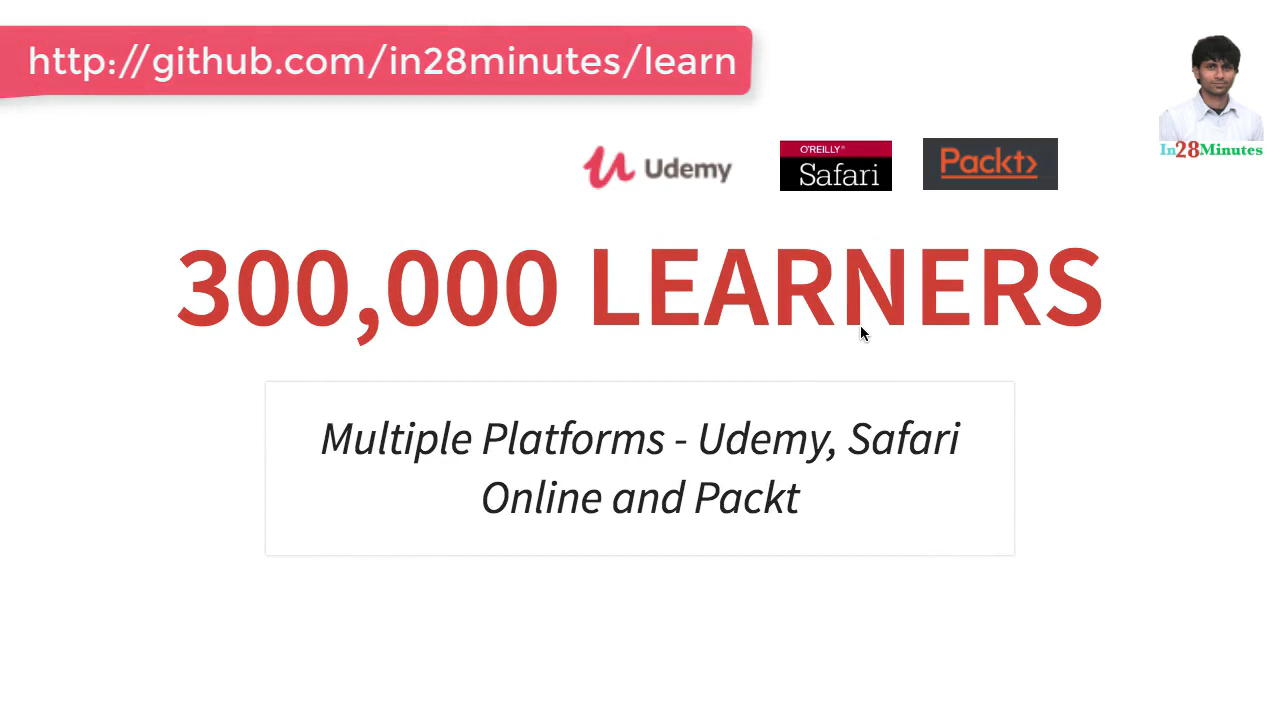 http://github.com/in28minutes/learn
In28Minutes
Udemy
O'REILLY®
Safari
Packt>
300,000 LEARNERS
Multiple Platforms - Udemy, Safari
Online and Packt